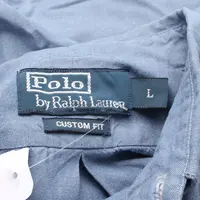 Polo
by Ralph Lauren
L
CUSTOM FIT